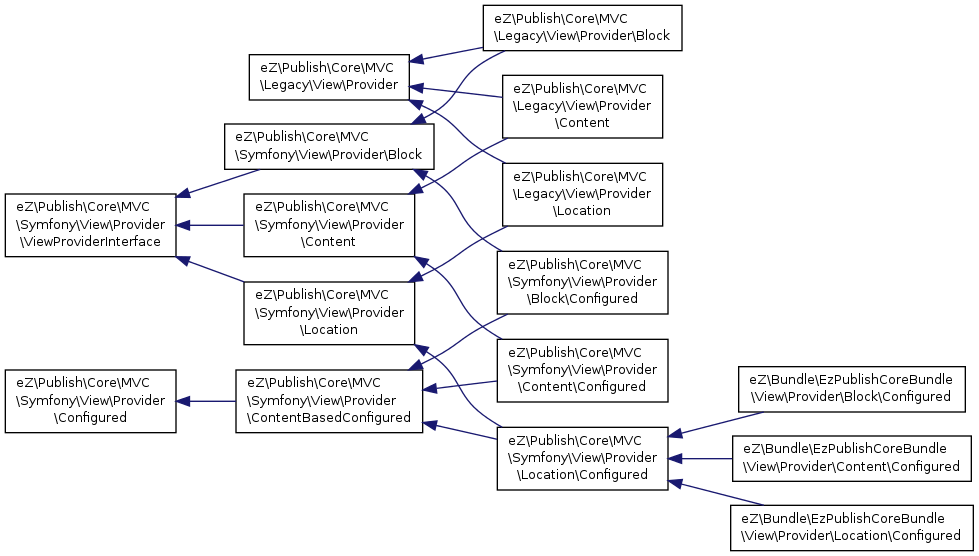 eZ\Publish\Core\MVC
\Legacy\View\Provider\Block
eZ\Publish\Core\MVC
\Legacy\View\Provider
eZ\Publish\Core\MVC
\Legacy\View\Provider
\Content
eZ\Publish\Core\MVC
\Symfony\View\Provider\Block
eZ\Publish\Core\MVC
\Legacy\View\Provider
\Location
eZ\Publish\Core\MVC
\Symfony\View\Provider
\ViewProviderInterface
eZ\Publish\Core\MVC
\Symfony\View\Provider
\Content
eZ\Publish\Core\MVC
\Symfony\View\Provider
\Block\Configured
eZ\Publish\Core\MVC
\Symfony\View\Provider
\Location
eZ\Publish\Core\MVC
\Symfony\View\Provider
\Content\Configured
eZ\Publish\Core\MVC
\Symfony\View\Provider
\Configured
eZ\Publish\Core\MVC
\Symfony\View\Provider
\ContentBasedConfigured
eZ\Bundle\EzPublishCoreBundle
\View\Provider\Block\Configured
eZ\Publish\Core\MVC
\Symfony\View\Provider
\Location\Configured
eZ\Bundle\EzPublishCoreBundle
\View\Provider\Content\Configured
eZ\Bundle\EzPublishCoreBundle
\View\Provider\Location\Configured